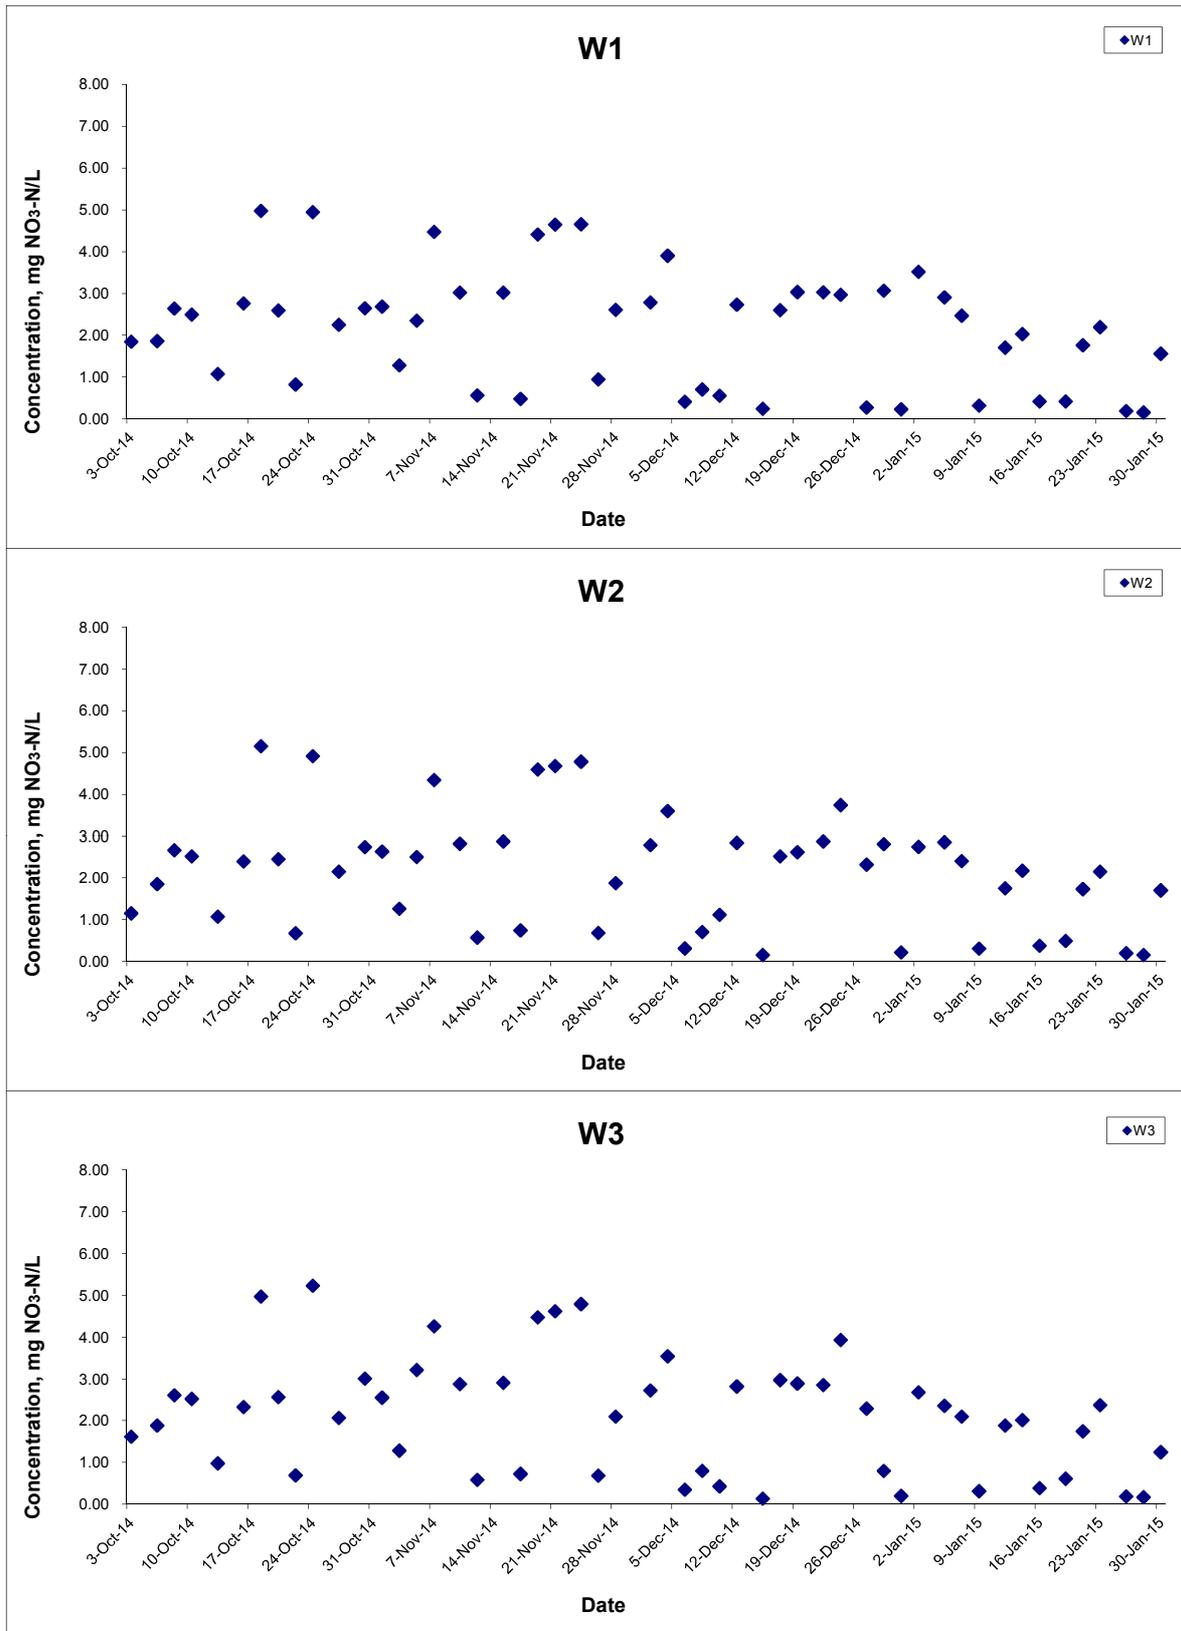 W1
W1
Concentration, mg NO3-N/L
8.00
7.00
6.00
5.00
4.00
3.00
2.00
1.00
0.00
3-Oct-14
10-Oct-14
17-Oct-14
24-Oct-14
31-Oct-14
7-Nov-14
14-Nov-14
21-Nov-14
28-Nov-14
5-Dec-14
12-Dec-14
19-Dec-14
26-Dec-14
2-Jan-15
9-Jan-15
16-Jan-15
23-Jan-15
30-Jan-15
Date
W2
W2
Concentration, mg NO3-N/L
8.00
7.00
6.00
5.00
4.00
3.00
2.00
1.00
0.00
3-Oct-14
10-Oct-14
17-Oct-14
24-Oct-14
31-Oct-14
7-Nov-14
14-Nov-14
21-Nov-14
28-Nov-14
5-Dec-14
12-Dec-14
19-Dec-14
26-Dec-14
2-Jan-15
9-Jan-15
16-Jan-15
23-Jan-15
30-Jan-15
Date
W3
W3
Concentration, mg NO3-N/L
8.00
7.00
6.00
5.00
4.00
3.00
2.00
1.00
0.00
3-Oct-14
10-Oct-14
17-Oct-14
24-Oct-14
31-Oct-14
7-Nov-14
14-Nov-14
21-Nov-14
28-Nov-14
5-Dec-14
12-Dec-14
19-Dec-14
26-Dec-14
2-Jan-15
9-Jan-15
16-Jan-15
23-Jan-15
30-Jan-15
Date